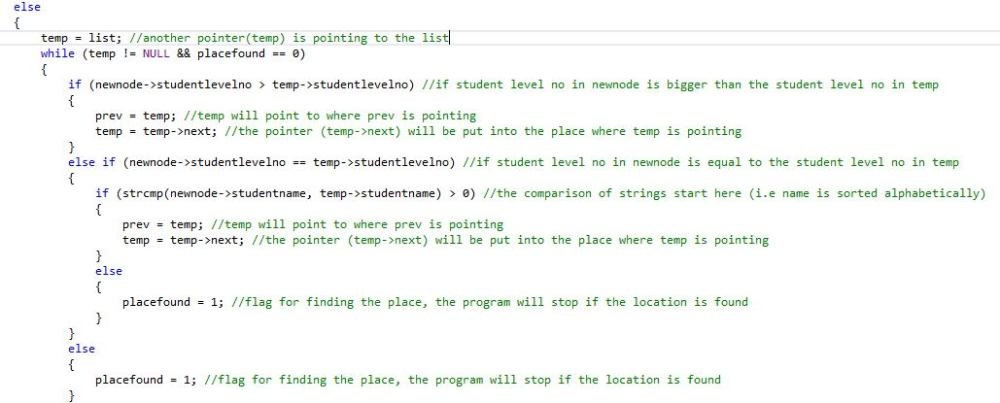 else
{
temp = list; //another pointer(temp) is pointing to the list
while (temp != NULL && placefound == 0)
{
if (newnode->studentlevelno > temp->studentlevelno) //if student level no in newnode is bigger than the student level no in temp
{
prev = temp; //temp will point to where prev is pointing
temp = temp->next; //the pointer (temp->next) will be put into the place where temp is pointing
}
else if (newnode->studentlevelno == temp->studentlevelno) //if student level no in newnode is equal to the student level no in temp
{
if (strcmp(newnode->studentname, temp->studentname) > 0) //the comparison of strings start here (i.e name is sorted alphabetically)
{
prev = temp; //temp will point to where prev is pointing
temp = temp->next; //the pointer (temp->next) will be put into the place where temp is pointing
}
else
{
placefound = 1; //flag for finding the place, the program will stop if the location is found
}
}
else
{
placefound = 1; //flag for finding the place, the program will stop if the location is found
}